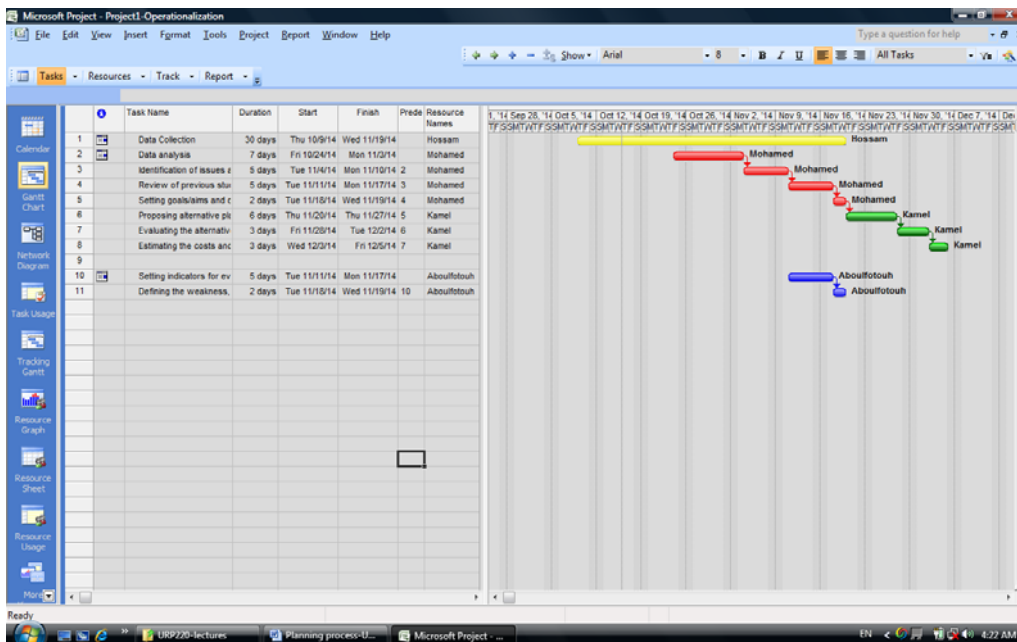 Microsoft Project - Project1-Operationalization
File Edit View Insert Format Tools Project Report Window Help Type a question for help
Show Arial 8 B I U All Tasks
Tasks Resources Track Report
Task Name Duration Start Finish Prede Resource Names
1, '14 Sep 28, '14 Oct 5, '14 Oct 12, '14 Oct 19, '14 Oct 26, '14 Nov 2, '14 Nov 9, '14 Nov 16, '14 Nov 23, '14 Nov 30, '14 Dec 7, '14 De
1 Data Collection 30 days Thu 10/9/14 Wed 11/19/14 Hossam
2 Data analysis 7 days Fri 10/24/14 Mon 11/3/14 Mohamed
3 Identification of issues a 5 days Tue 11/4/14 Mon 11/10/14 2 Mohamed
4 Review of previous stu 5 days Tue 11/11/14 Mon 11/17/14 3 Mohamed
5 Setting goals/aims and c 2 days Tue 11/18/14 Wed 11/19/14 4 Mohamed
6 Proposing alternative pl 6 days Thu 11/20/14 Thu 11/27/14 5 Kamel
7 Evaluating the alternativ 3 days Fri 11/28/14 Tue 12/2/14 6 Kamel
8 Estimating the costs anc 3 days Wed 12/3/14 Fri 12/5/14 7 Kamel
9
10 Setting indicators for ev 5 days Tue 11/11/14 Mon 11/17/14 Aboulfotouh
11 Defining the weakness, 2 days Tue 11/18/14 Wed 11/19/14 10 Aboulfotouh
Hossam
Mohamed
Mohamed
Mohamed
Mohamed
Kamel
Kamel
Kamel
Aboulfotouh
Aboulfotouh
Calendar
Gantt
Chart
Network
Diagram
Task Usage
Tracking
Gantt
Resource
Graph
Resource
Sheet
Resource
Usage
More
Ready
URP220-lectures Planning process-U... Microsoft Project - ... EN 4:22 AM